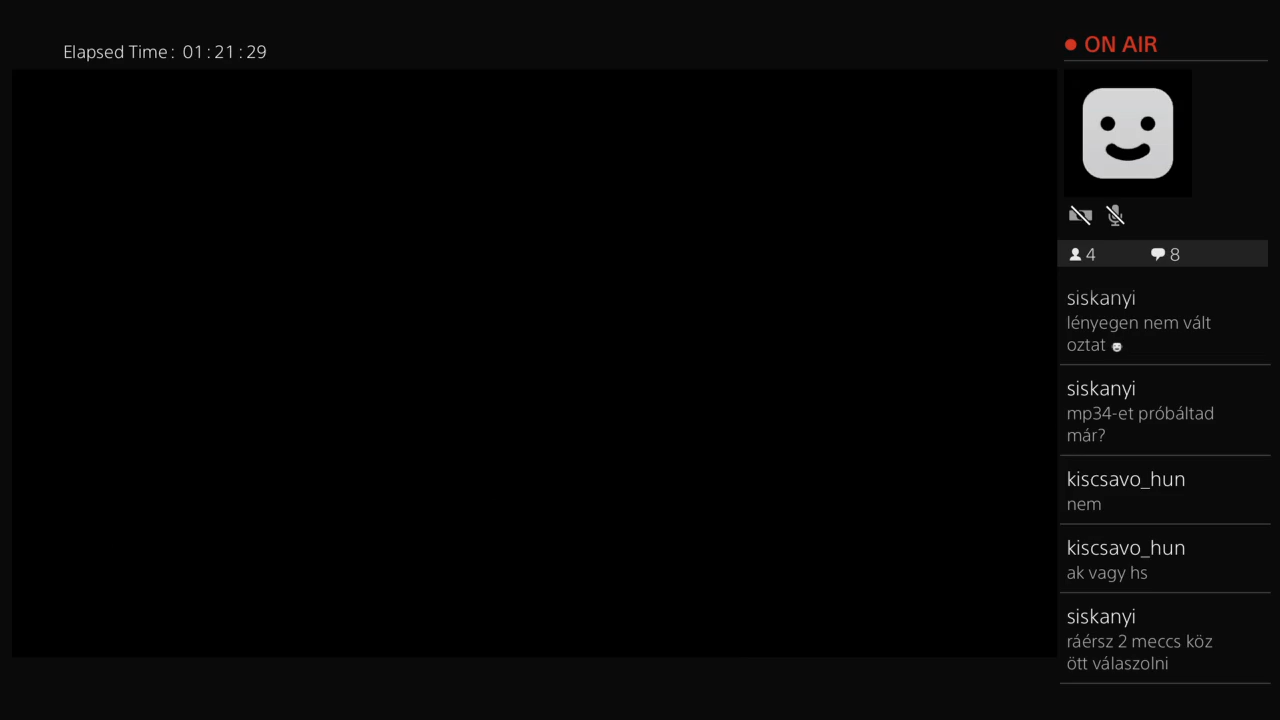 Elapsed Time: 01:21:29
ON AIR
4
8
siskanyi
lényegen nem vált
oztat
siskanyi
mp34-et próbáltad
már?
kiscsavo_hun
nem
kiscsavo_hun
ak vagy hs
siskanyi
ráérsz 2 meccs köz
ött válaszolni